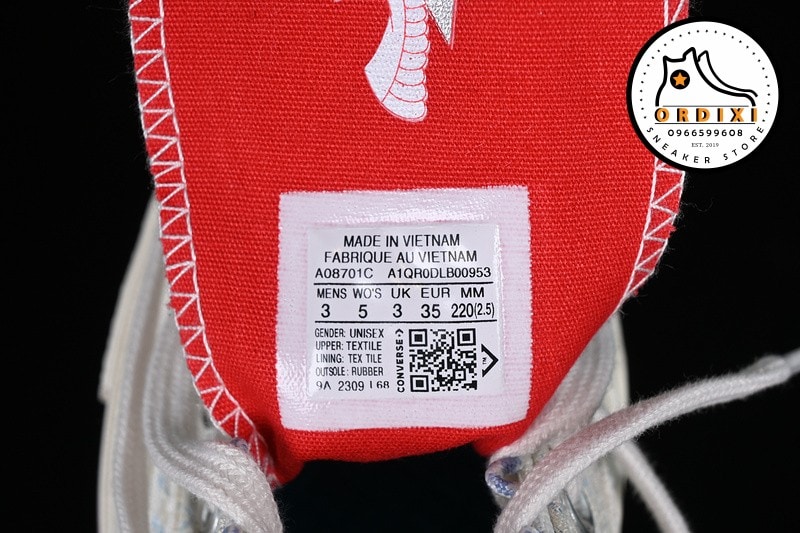 ORDIXI
0966599608
EST. 2019
SNEAKER STORE
MADE IN VIETNAM
FABRIQUE AU VIETNAM
A08701C A1QR0DLB00953
MENS WO'S UK EUR MM
3 5 3 35 220(2.5)
GENDER: UNISEX
UPPER: TEXTILE
LINING: TEX TILE
OUTSOLE: RUBBER
9A 2309 L68
CONVERSE
TM